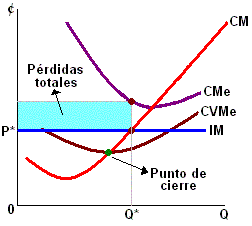 ¢
CM
Pérdidas
totales
CMe
CVMe
P*
IM
Punto de
cierre
0
Q*
Q